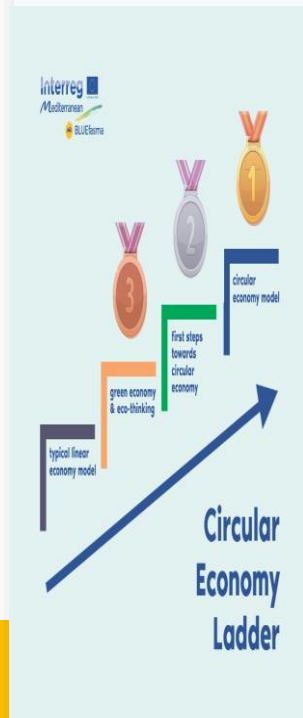 Interreg
Mediterranean
BLUEfasma
1
2
3
circular
economy model
first steps
towards
circular
economy
green economy
& eco-thinking
typical linear
economy model
Circular
Economy
Ladder